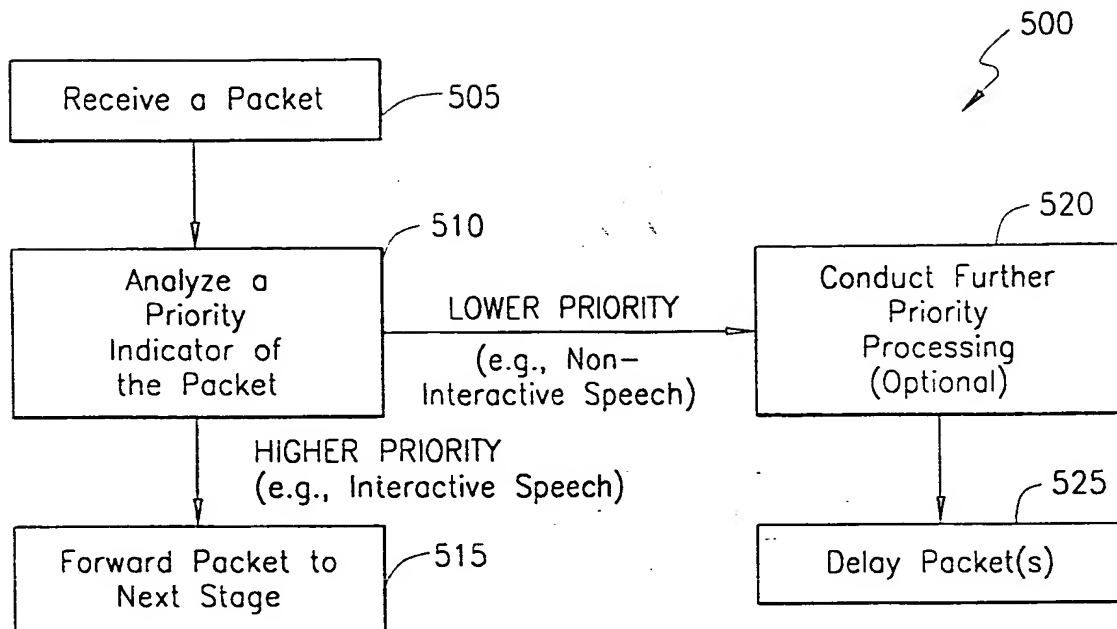 500
Receive a Packet
505
510
Analyze a
Priority
Indicator of
the Packet
LOWER PRIORITY
(e.g., Non-
Interactive Speech)
520
Conduct Further
Priority
Processing
(Optional)
HIGHER PRIORITY
(e.g., Interactive Speech)
525
Forward Packet to
Next Stage
515
Delay Packet(s)